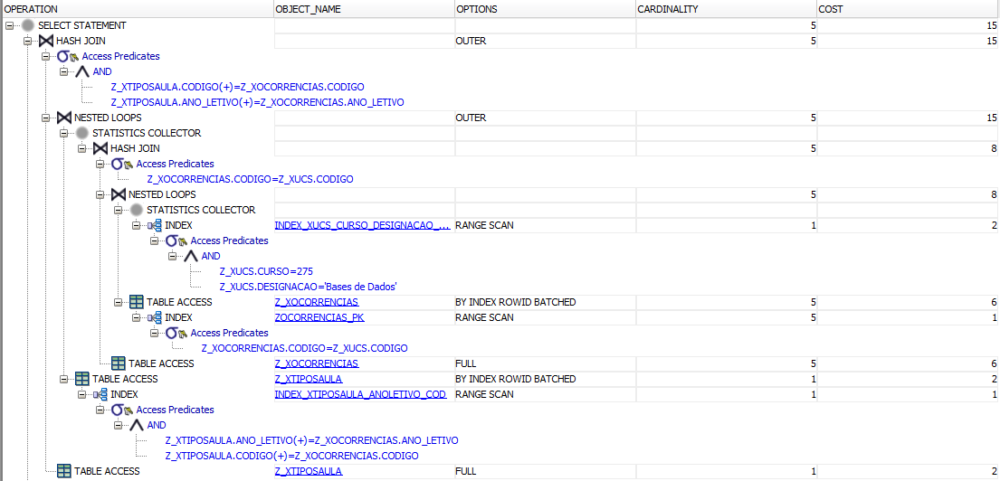 OPERATION OBJECT_NAME OPTIONS CARDINALITY COST
SELECT STATEMENT 5 15
HASH JOIN OUTER 5 15
Access Predicates
AND
Z_XTIPOSAULA.CODIGO(+)=Z_XOCORRENCIAS.CODIGO
Z_XTIPOSAULA.ANO_LETIVO(+)=Z_XOCORRENCIAS.ANO_LETIVO
NESTED LOOPS OUTER 5 15
STATISTICS COLLECTOR
HASH JOIN 5 8
Access Predicates
Z_XOCORRENCIAS.CODIGO=Z_XUCS.CODIGO
NESTED LOOPS 5 8
STATISTICS COLLECTOR
INDEX INDEX_XUCS_CURSO_DESIGNACAO_... RANGE SCAN 1 2
Access Predicates
AND
Z_XUCS.CURSO=275
Z_XUCS.DESIGNACAO='Bases de Dados'
TABLE ACCESS Z_XOCORRENCIAS BY INDEX ROWID BATCHED 5 6
INDEX ZOCORRENCIAS_PK RANGE SCAN 5 1
Access Predicates
Z_XOCORRENCIAS.CODIGO=Z_XUCS.CODIGO
TABLE ACCESS Z_XOCORRENCIAS FULL 5 6
TABLE ACCESS Z_XTIPOSAULA BY INDEX ROWID BATCHED 1 2
INDEX INDEX_XTIPOSAULA_ANOLETIVO_COD RANGE SCAN 1 1
Access Predicates
AND
Z_XTIPOSAULA.ANO_LETIVO(+)=Z_XOCORRENCIAS.ANO_LETIVO
Z_XTIPOSAULA.CODIGO(+)=Z_XOCORRENCIAS.CODIGO
TABLE ACCESS Z_XTIPOSAULA FULL 1 2